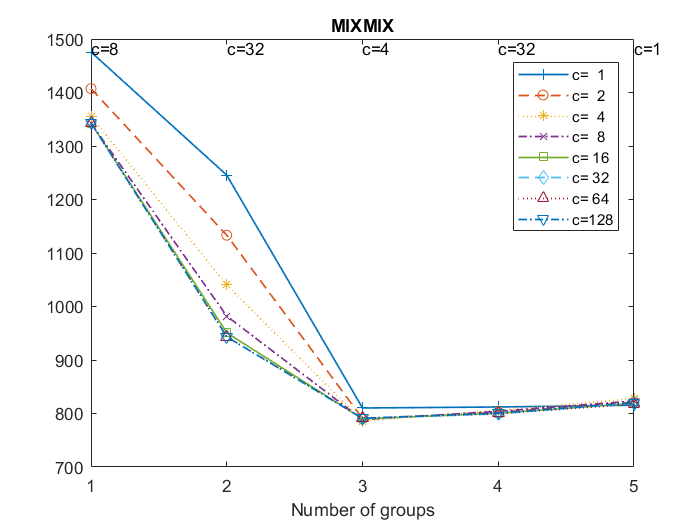 MIXMIX
1500
1400
1300
1200
1100
1000
900
800
700
c=8
c=32
c=4
c=32
c=1
c= 1
c= 2
c= 4
c= 8
c= 16
c= 32
c= 64
c=128
1 2 3 4 5
Number of groups